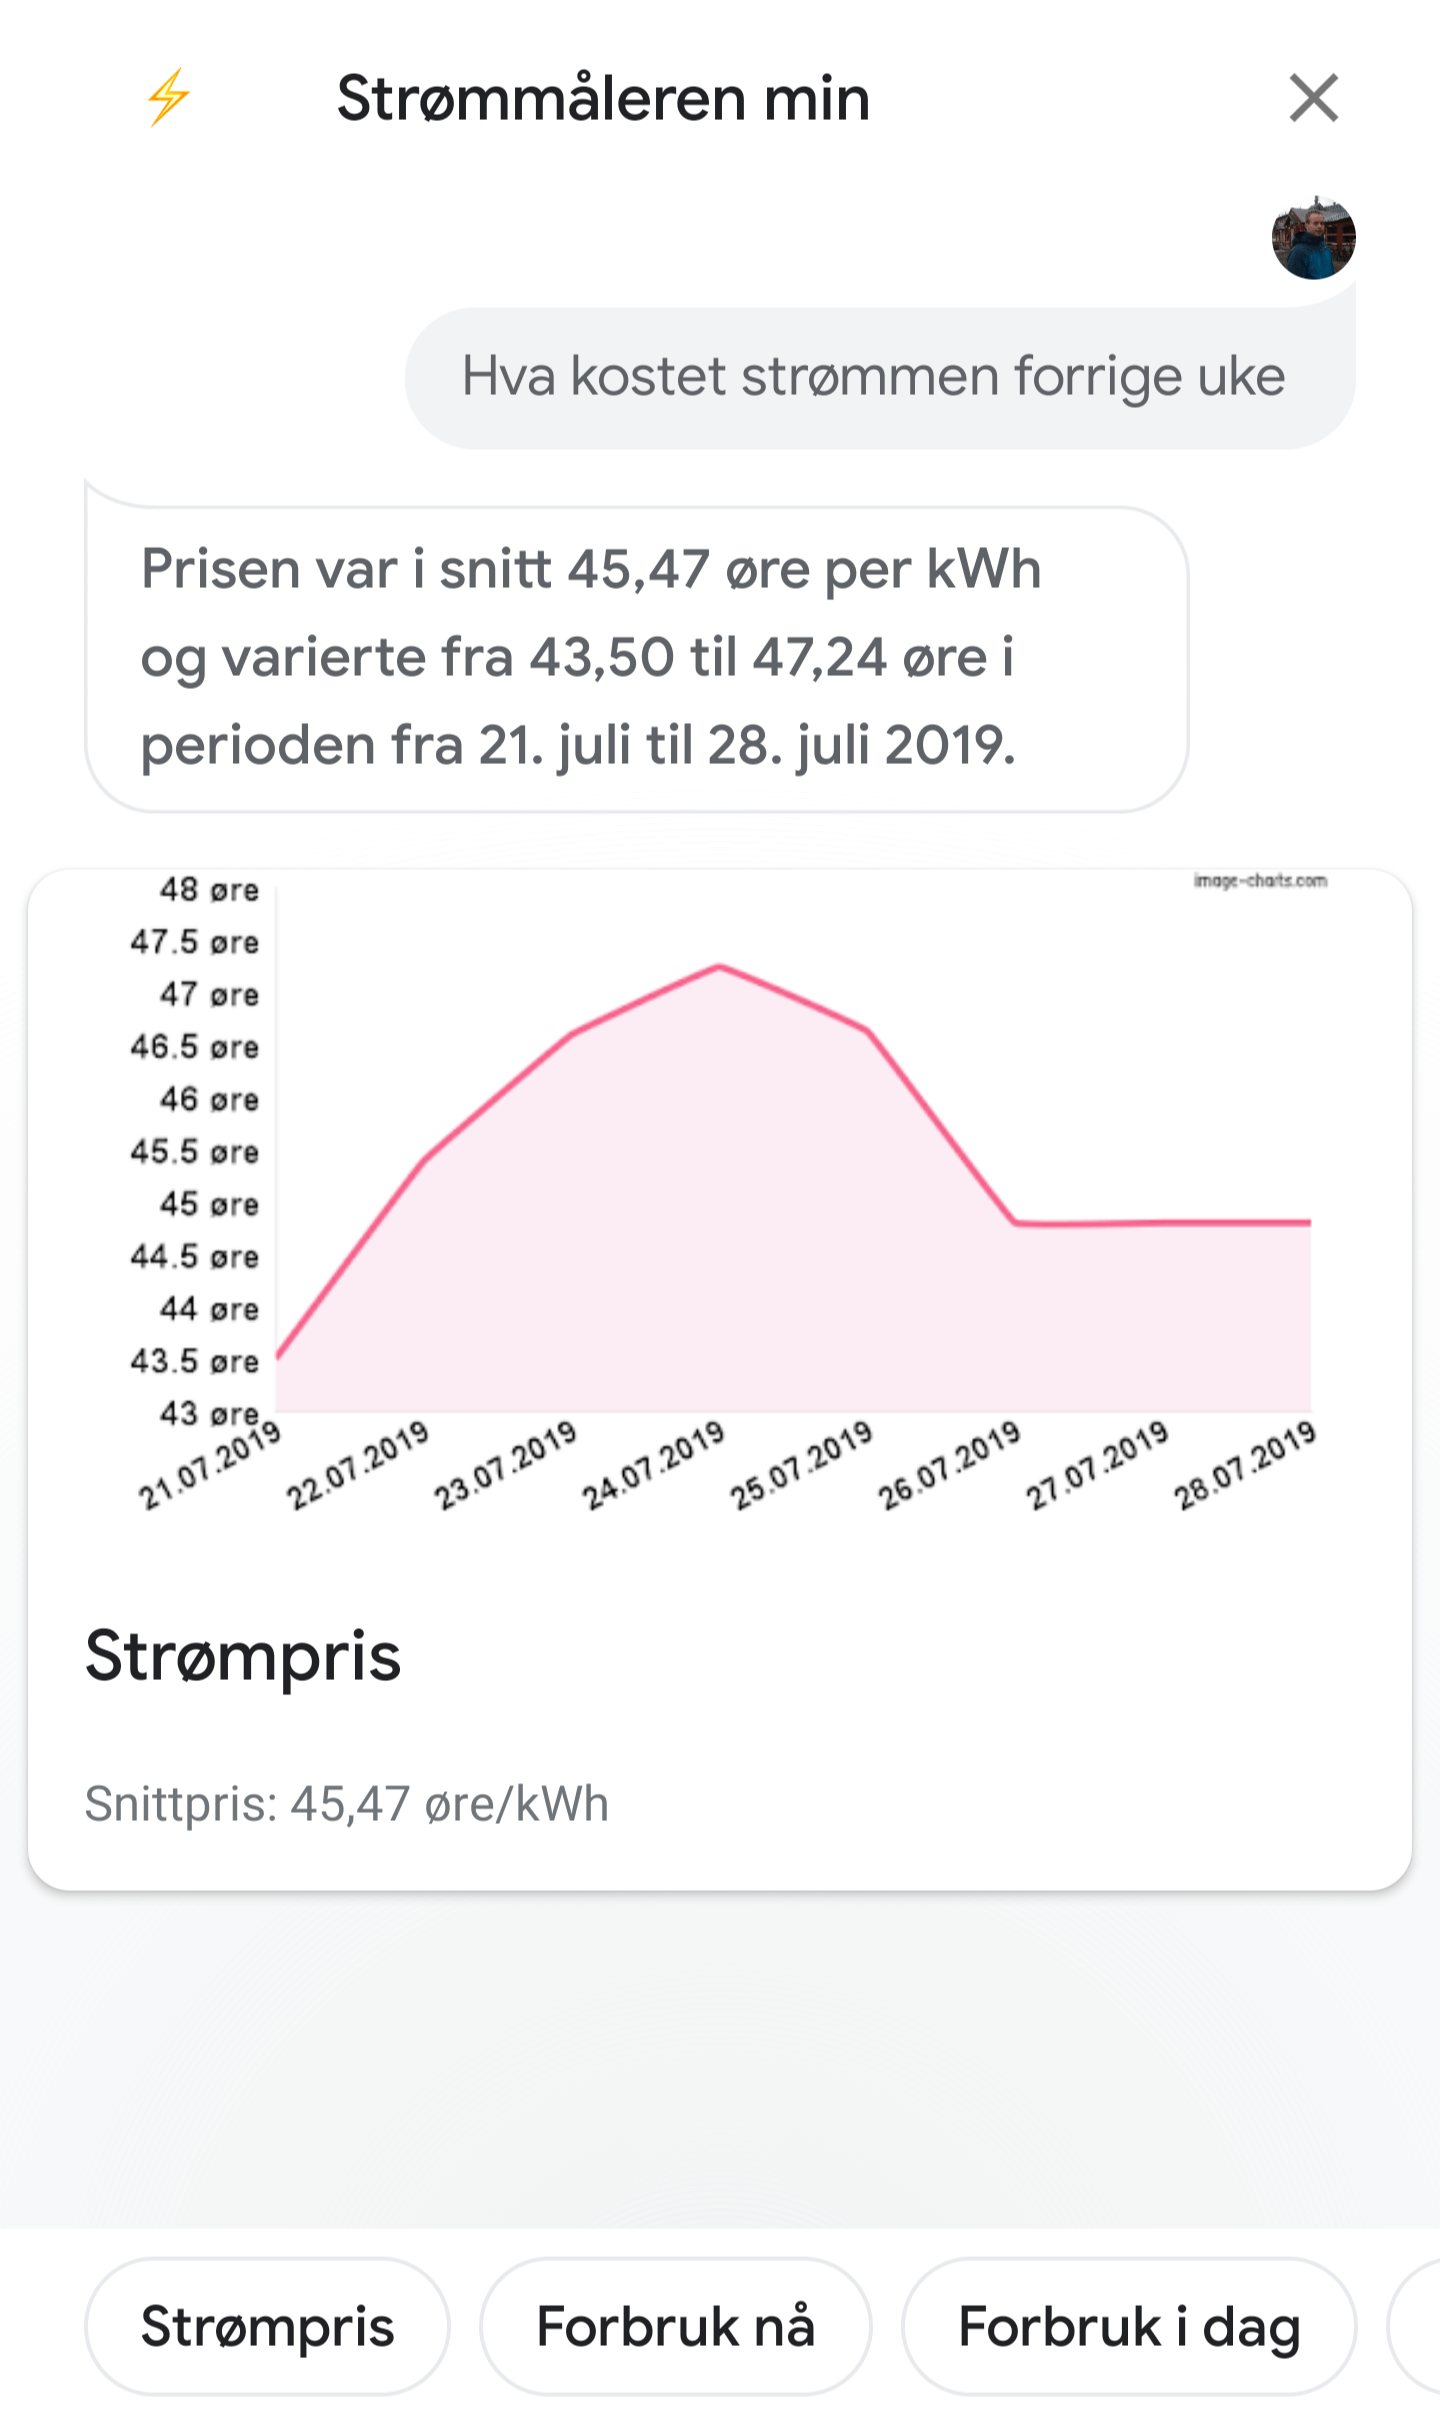 Strømmåleren min
Hva kostet strømmen forrige uke
Prisen var i snitt 45,47 øre per kWh
og varierte fra 43,50 til 47,24 øre i
perioden fra 21. juli til 28. juli 2019.
image-charts.com
48 øre
47.5 øre
47 øre
46.5 øre
46 øre
45.5 øre
45 øre
44.5 øre
44 øre
43.5 øre
43 øre
21.07.2019
22.07.2019
23.07.2019
24.07.2019
25.07.2019
26.07.2019
27.07.2019
28.07.2019
Strømpris
Snittpris: 45,47 øre/kWh
Strømpris
Forbruk nå
Forbruk i dag